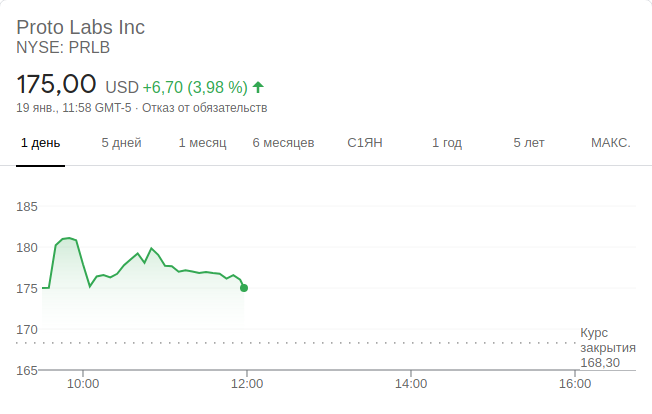 Proto Labs Inc
NYSE: PRLB
175,00 USD +6,70 (3,98 %)
19 янв., 11:58 GMT-5 · Отказ от обязательств
1 день 5 дней 1 месяц 6 месяцев С1ЯН 1 год 5 лет МАКС.
185
180
175
170
Курс
закрытия
168,30
165
10:00 12:00 14:00 16:00